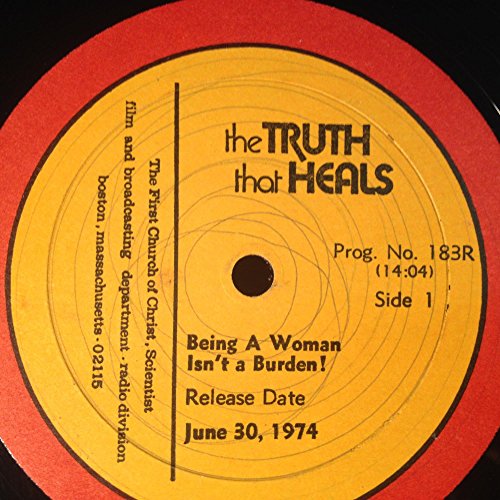 the TRUTH
that HEALS
Prog. No. 183R
(14:04)
Side 1
Being A Woman
Isn't a Burden!
Release Date
June 30, 1974
The First Church of Christ, Scientist
film and broadcasting department · radio division
boston, massachusetts · 02115